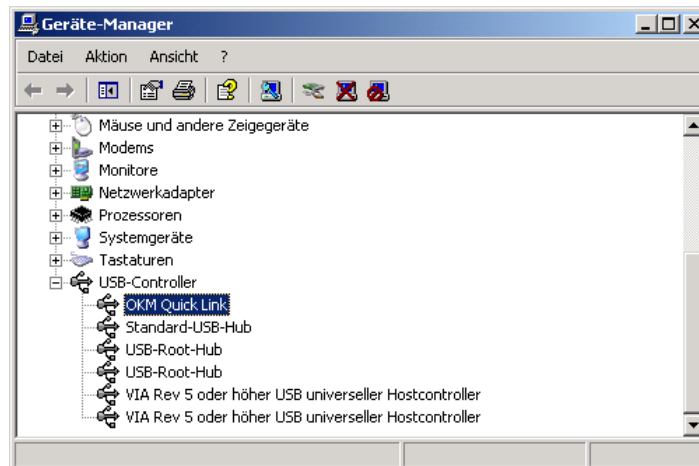 Geräte-Manager
Datei Aktion Ansicht ?
Mäuse und andere Zeigegeräte
Modems
Monitore
Netzwerkadapter
Prozessoren
Systemgeräte
Tastaturen
USB-Controller
OKM Quick Link
Standard-USB-Hub
USB-Root-Hub
USB-Root-Hub
VIA Rev 5 oder höher USB universeller Hostcontroller
VIA Rev 5 oder höher USB universeller Hostcontroller